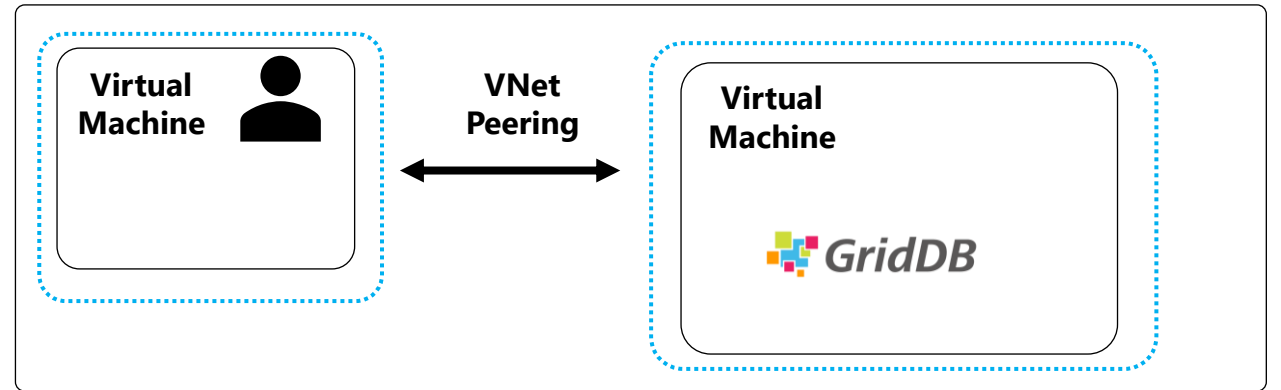 Virtual
Machine
VNet
Peering
Virtual
Machine
GridDB